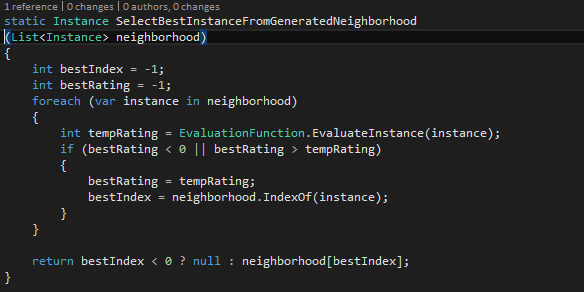 1 reference | 0 changes | 0 authors, 0 changes
static Instance SelectBestInstanceFromGeneratedNeighborhood
(List<Instance> neighborhood)
{
    int bestIndex = -1;
    int bestRating = -1;
    foreach (var instance in neighborhood)
    {
        int tempRating = EvaluationFunction.EvaluateInstance(instance);
        if (bestRating < 0 || bestRating > tempRating)
        {
            bestRating = tempRating;
            bestIndex = neighborhood.IndexOf(instance);
        }
    }

    return bestIndex < 0 ? null : neighborhood[bestIndex];
}